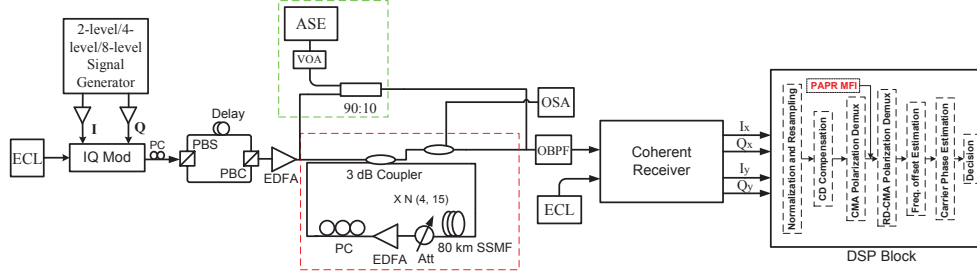 2-level/4-
level/8-level
Signal
Generator
I
Q
ECL
IQ Mod
PC
Delay
PBS
PBC
EDFA
ASE
VOA
90:10
3 dB Coupler
X N (4, 15)
PC
EDFA
Att
80 km SSMF
OSA
OBPF
ECL
Coherent
Receiver
Ix
Qx
Iy
Qy
PAPR MFI
Normalization and Resampling
CD Compensation
CMA Polarization Demux
RD-CMA Polarization Demux
Freq. offset Estimation
Carrier Phase Estimation
Decision
DSP Block